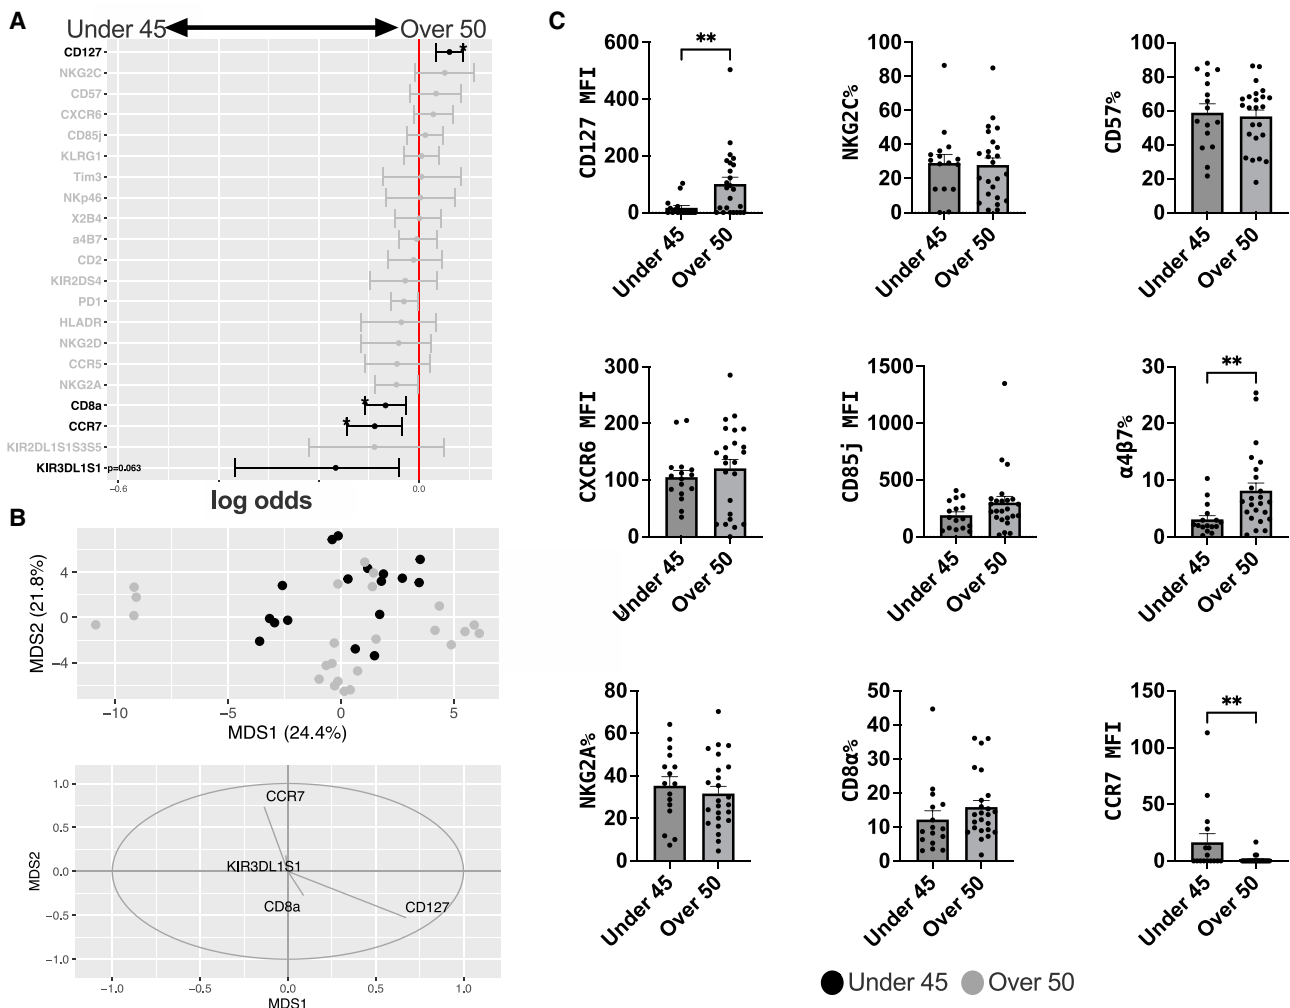 A
Under 45
Over 50
CD127
*
NKG2C
CD57
CXCR6
CD85j
KLRG1
Tim3
NKp46
X2B4
a4B7
CD2
KIR2DS4
PD1
HLADR
NKG2D
CCR5
NKG2A
CD8a
*
CCR7
*
KIR2DL1S1S3S5
KIR3DL1S1
p=0.063
−0.6
0.0
log odds
B
MDS2 (21.8%)
4
0
−4
−10
−5
0
5
MDS1 (24.4%)
MDS2
1.0
0.5
0.0
−0.5
−1.0
CCR7
KIR3DL1S1
CD8a
CD127
−1.0
−0.5
0.0
0.5
1.0
MDS1
C
CD127 MFI
600
400
200
0
**
Under 45
Over 50
NKG2C%
100
80
60
40
20
0
Under 45
Over 50
CD57%
100
80
60
40
20
0
Under 45
Over 50
CXCR6 MFI
300
200
100
0
Under 45
Over 50
CD85j MFI
1500
1000
500
0
Under 45
Over 50
α4β7%
30
20
10
0
**
Under 45
Over 50
NKG2A%
80
60
40
20
0
Under 45
Over 50
CD8α%
50
40
30
20
10
0
Under 45
Over 50
CCR7 MFI
150
100
50
0
**
Under 45
Over 50
Under 45
Over 50